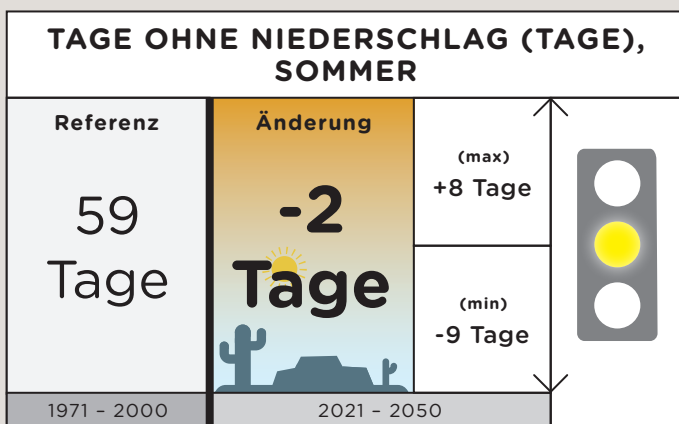 TAGE OHNE NIEDERSCHLAG (TAGE),
SOMMER
Referenz
59
Tage
Änderung
-2
Tage
(max)
+8 Tage
(min)
-9 Tage
1971 – 2000
2021 – 2050